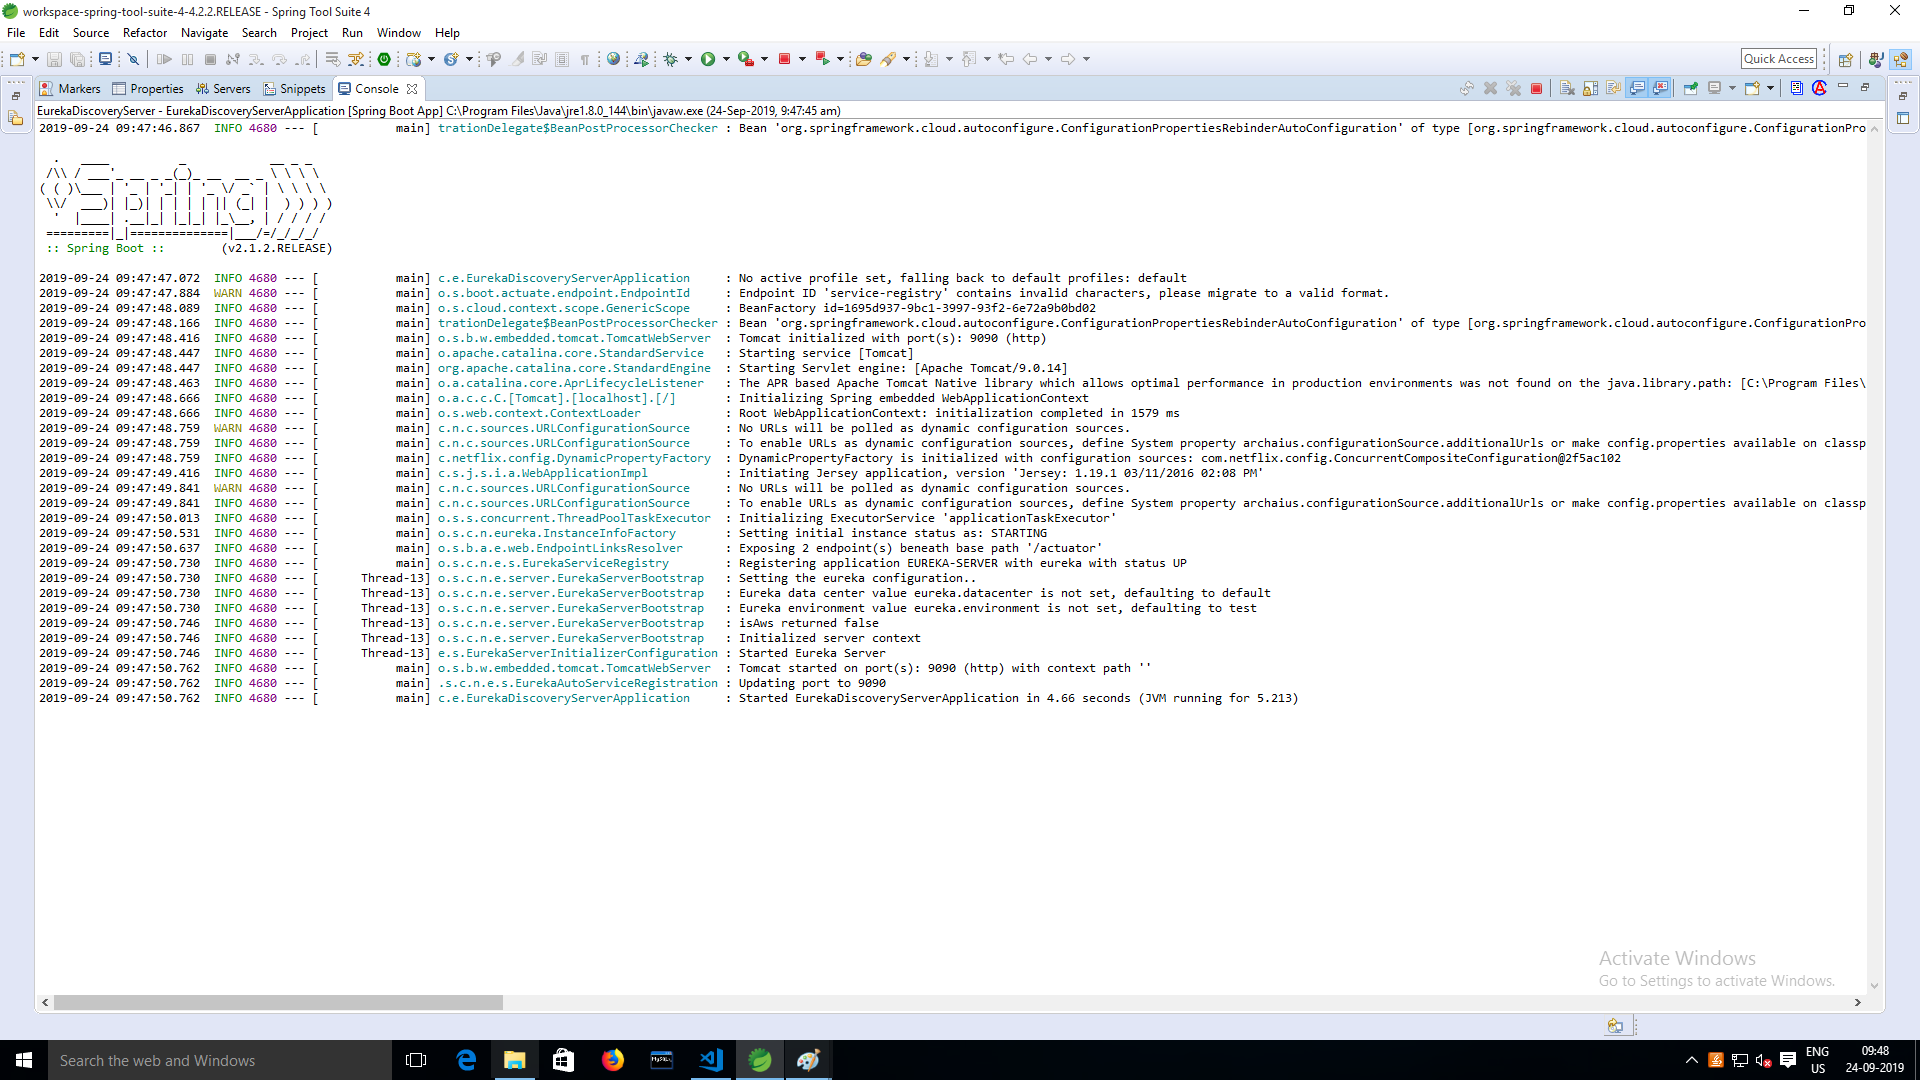 workspace-spring-tool-suite-4-4.2.2.RELEASE - Spring Tool Suite 4
File Edit Source Refactor Navigate Search Project Run Window Help
Quick Access
Markers Properties Servers Snippets Console
EurekaDiscoveryServer - EurekaDiscoveryServerApplication [Spring Boot App] C:\Program Files\Java\jre1.8.0_144\bin\javaw.exe (24-Sep-2019, 9:47:45 am)
2019-09-24 09:47:46.867 INFO 4680 --- [ main] trationDelegate$BeanPostProcessorChecker : Bean 'org.springframework.cloud.autoconfigure.ConfigurationPropertiesRebinderAutoConfiguration' of type [org.springframework.cloud.autoconfigure.ConfigurationPro
:: Spring Boot :: (v2.1.2.RELEASE)
2019-09-24 09:47:47.072 INFO 4680 --- [ main] c.e.EurekaDiscoveryServerApplication : No active profile set, falling back to default profiles: default
2019-09-24 09:47:47.884 WARN 4680 --- [ main] o.s.boot.actuate.endpoint.EndpointId : Endpoint ID 'service-registry' contains invalid characters, please migrate to a valid format.
2019-09-24 09:47:48.089 INFO 4680 --- [ main] o.s.cloud.context.scope.GenericScope : BeanFactory id=1695d937-9bc1-3997-93f2-6e72a9b0bd02
2019-09-24 09:47:48.166 INFO 4680 --- [ main] trationDelegate$BeanPostProcessorChecker : Bean 'org.springframework.cloud.autoconfigure.ConfigurationPropertiesRebinderAutoConfiguration' of type [org.springframework.cloud.autoconfigure.ConfigurationPro
2019-09-24 09:47:48.416 INFO 4680 --- [ main] o.s.b.w.embedded.tomcat.TomcatWebServer : Tomcat initialized with port(s): 9090 (http)
2019-09-24 09:47:48.447 INFO 4680 --- [ main] o.apache.catalina.core.StandardService : Starting service [Tomcat]
2019-09-24 09:47:48.447 INFO 4680 --- [ main] org.apache.catalina.core.StandardEngine : Starting Servlet engine: [Apache Tomcat/9.0.14]
2019-09-24 09:47:48.463 INFO 4680 --- [ main] o.a.catalina.core.AprLifecycleListener : The APR based Apache Tomcat Native library which allows optimal performance in production environments was not found on the java.library.path: [C:\Program Files\
2019-09-24 09:47:48.666 INFO 4680 --- [ main] o.a.c.c.C.[Tomcat].[localhost].[/] : Initializing Spring embedded WebApplicationContext
2019-09-24 09:47:48.666 INFO 4680 --- [ main] o.s.web.context.ContextLoader : Root WebApplicationContext: initialization completed in 1579 ms
2019-09-24 09:47:48.759 WARN 4680 --- [ main] c.n.c.sources.URLConfigurationSource : No URLs will be polled as dynamic configuration sources.
2019-09-24 09:47:48.759 INFO 4680 --- [ main] c.n.c.sources.URLConfigurationSource : To enable URLs as dynamic configuration sources, define System property archaius.configurationSource.additionalUrls or make config.properties available on classp
2019-09-24 09:47:48.759 INFO 4680 --- [ main] c.netflix.config.DynamicPropertyFactory : DynamicPropertyFactory is initialized with configuration sources: com.netflix.config.ConcurrentCompositeConfiguration@2f5ac102
2019-09-24 09:47:49.416 INFO 4680 --- [ main] c.s.j.s.i.a.WebApplicationImpl : Initiating Jersey application, version 'Jersey: 1.19.1 03/11/2016 02:08 PM'
2019-09-24 09:47:49.841 WARN 4680 --- [ main] c.n.c.sources.URLConfigurationSource : No URLs will be polled as dynamic configuration sources.
2019-09-24 09:47:49.841 INFO 4680 --- [ main] c.n.c.sources.URLConfigurationSource : To enable URLs as dynamic configuration sources, define System property archaius.configurationSource.additionalUrls or make config.properties available on classp
2019-09-24 09:47:50.013 INFO 4680 --- [ main] o.s.s.concurrent.ThreadPoolTaskExecutor : Initializing ExecutorService 'applicationTaskExecutor'
2019-09-24 09:47:50.531 INFO 4680 --- [ main] o.s.c.n.eureka.InstanceInfoFactory : Setting initial instance status as: STARTING
2019-09-24 09:47:50.637 INFO 4680 --- [ main] o.s.b.a.e.web.EndpointLinksResolver : Exposing 2 endpoint(s) beneath base path '/actuator'
2019-09-24 09:47:50.730 INFO 4680 --- [ main] o.s.c.n.e.s.EurekaServiceRegistry : Registering application EUREKA-SERVER with eureka with status UP
2019-09-24 09:47:50.730 INFO 4680 --- [ Thread-13] o.s.c.n.e.server.EurekaServerBootstrap : Setting the eureka configuration..
2019-09-24 09:47:50.730 INFO 4680 --- [ Thread-13] o.s.c.n.e.server.EurekaServerBootstrap : Eureka data center value eureka.datacenter is not set, defaulting to default
2019-09-24 09:47:50.730 INFO 4680 --- [ Thread-13] o.s.c.n.e.server.EurekaServerBootstrap : Eureka environment value eureka.environment is not set, defaulting to test
2019-09-24 09:47:50.746 INFO 4680 --- [ Thread-13] o.s.c.n.e.server.EurekaServerBootstrap : isAws returned false
2019-09-24 09:47:50.746 INFO 4680 --- [ Thread-13] o.s.c.n.e.server.EurekaServerBootstrap : Initialized server context
2019-09-24 09:47:50.746 INFO 4680 --- [ Thread-13] e.s.EurekaServerInitializerConfiguration : Started Eureka Server
2019-09-24 09:47:50.762 INFO 4680 --- [ main] o.s.b.w.embedded.tomcat.TomcatWebServer : Tomcat started on port(s): 9090 (http) with context path ''
2019-09-24 09:47:50.762 INFO 4680 --- [ main] .s.c.n.e.s.EurekaAutoServiceRegistration : Updating port to 9090
2019-09-24 09:47:50.762 INFO 4680 --- [ main] c.e.EurekaDiscoveryServerApplication : Started EurekaDiscoveryServerApplication in 4.66 seconds (JVM running for 5.213)
Activate Windows
Go to Settings to activate Windows.
Search the web and Windows
ENG
US
09:48
24-09-2019